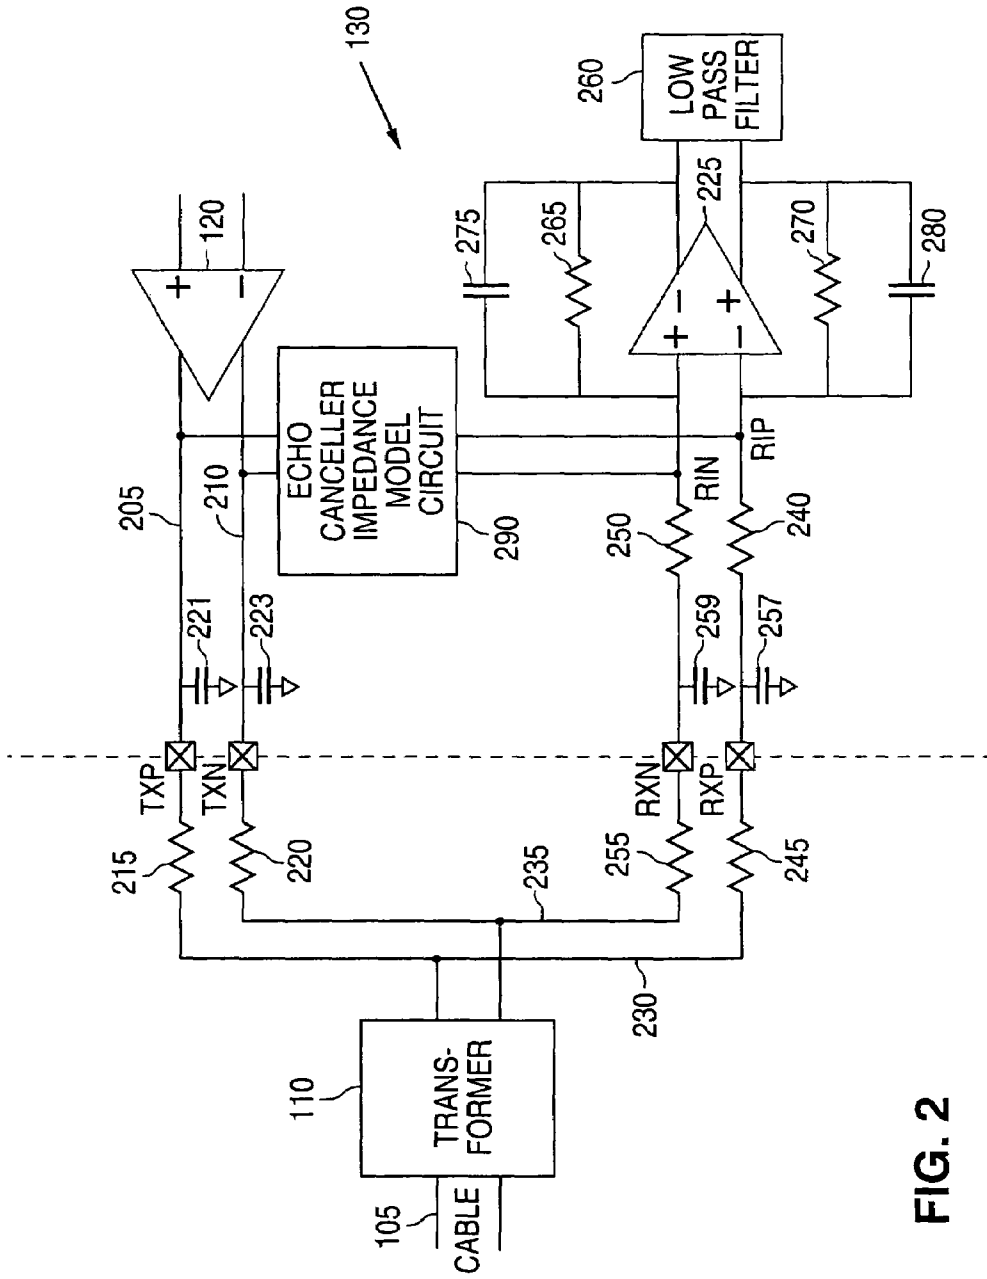 130
120
+
−
205
210
ECHO
CANCELLER
IMPEDANCE
MODEL
CIRCUIT
290
221
223
TXP
TXN
215
220
235
230
TRANS-
FORMER
110
105
CABLE
255
245
RXN
RXP
259
257
250
240
RIN
RIP
275
265
+
−
−
+
225
270
280
260
LOW
PASS
FILTER
FIG. 2